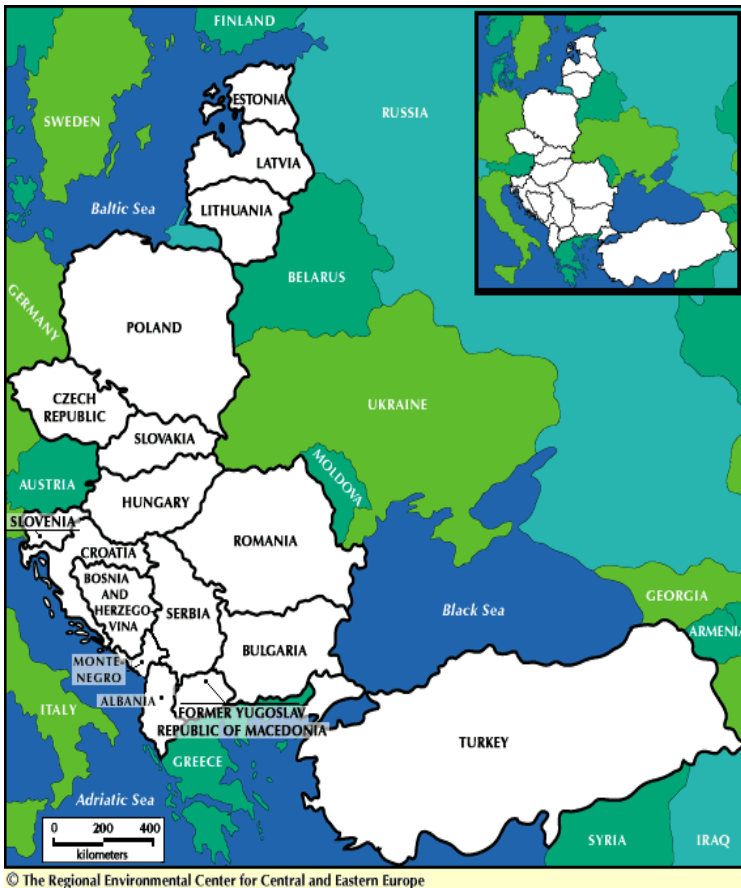 FINLAND
SWEDEN
ESTONIA
RUSSIA
LATVIA
Baltic Sea
LITHUANIA
BELARUS
GERMANY
POLAND
CZECH
REPUBLIC
UKRAINE
SLOVAKIA
MOLDOVA
AUSTRIA
HUNGARY
SLOVENIA
ROMANIA
CROATIA
BOSNIA
AND
HERZEGO
VINA
SERBIA
GEORGIA
Black Sea
ARMENIA
BULGARIA
MONTE-
NEGRO
ALBANIA
ITALY
FORMER YUGOSLAV
REPUBLIC OF MACEDONIA
TURKEY
GREECE
Adriatic Sea
0 200 400
kilometers
SYRIA
IRAQ
© The Regional Environmental Center for Central and Eastern Europe